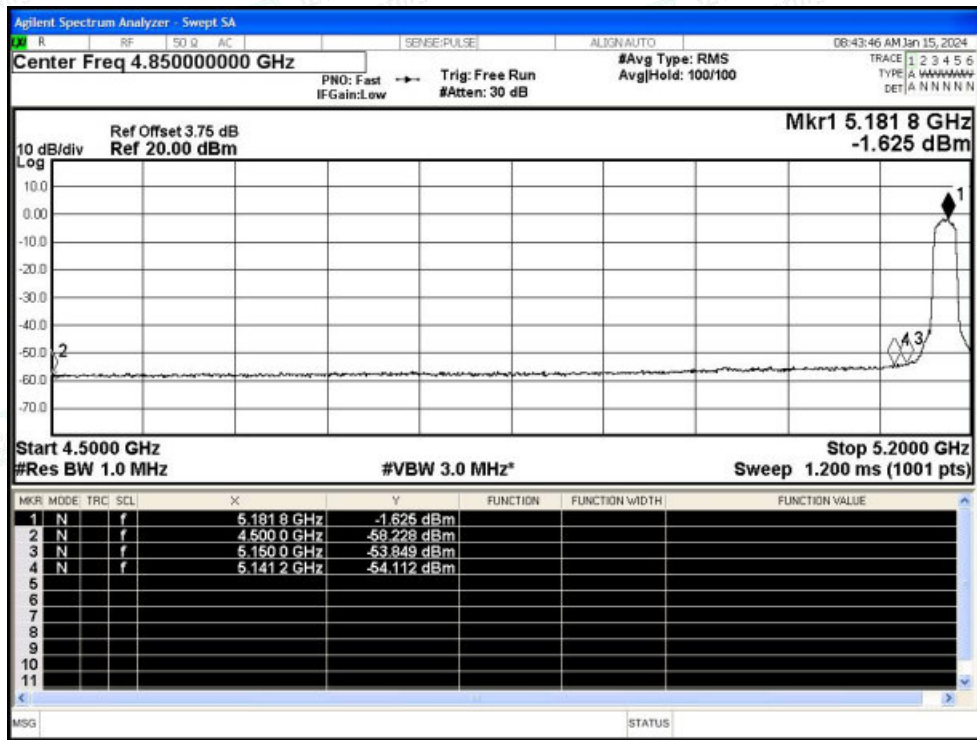 Agilent Spectrum Analyzer - Swept SA
LXI R RF 50 Ω AC SENSE:PULSE ALIGNAUTO 08:43:46 AM Jan 15, 2024
Center Freq 4.850000000 GHz
PNO: Fast
IFGain:Low
Trig: Free Run
#Atten: 30 dB
#Avg Type: RMS
Avg|Hold: 100/100
TRACE 1 2 3 4 5 6
TYPE A WWWWW
DET A N N N N N
Mkr1 5.181 8 GHz
-1.625 dBm
Ref Offset 3.75 dB
10 dB/div Ref 20.00 dBm
Log
10.0
0.00
-10.0
-20.0
-30.0
-40.0
-50.0
-60.0
-70.0
1
2
4 3
Start 4.5000 GHz Stop 5.2000 GHz
#Res BW 1.0 MHz #VBW 3.0 MHz* Sweep 1.200 ms (1001 pts)
MKR MODE TRC SCL X Y FUNCTION FUNCTION WIDTH FUNCTION VALUE
1 N f 5.181 8 GHz -1.625 dBm
2 N f 4.500 0 GHz -58.228 dBm
3 N f 5.150 0 GHz -53.849 dBm
4 N f 5.141 2 GHz -54.112 dBm
5
6
7
8
9
10
11
MSG STATUS